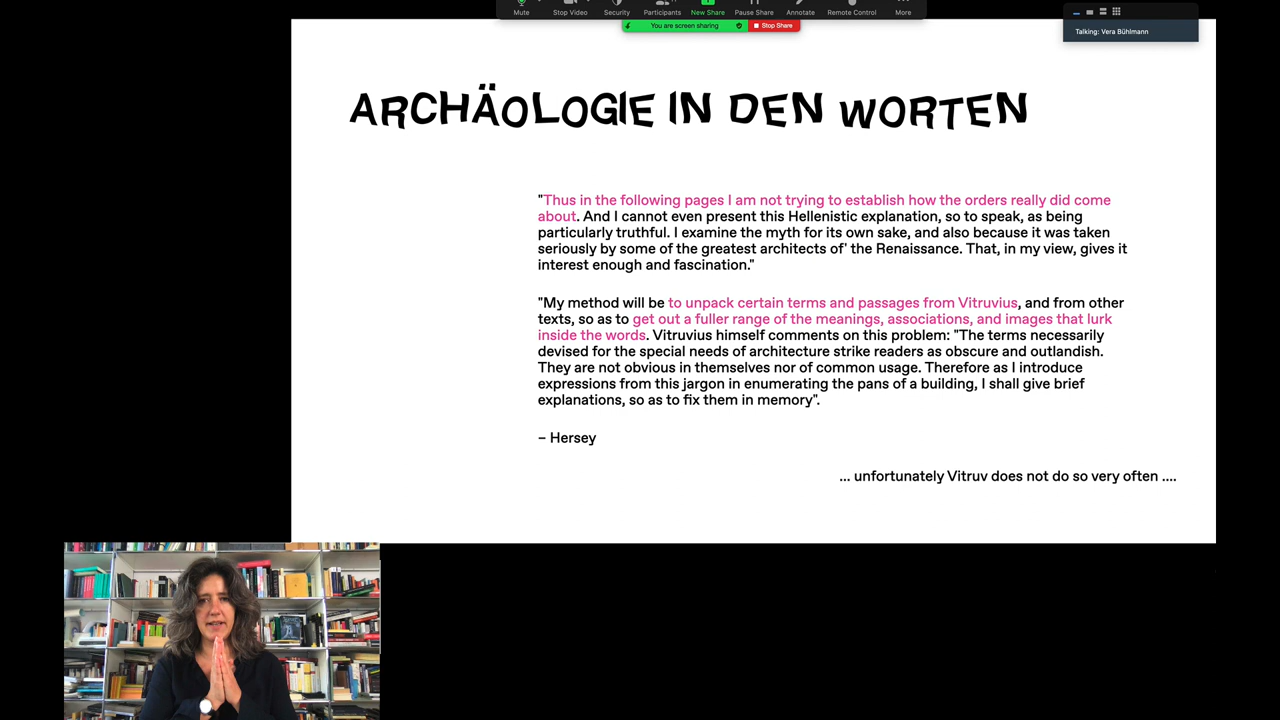 Mute
Stop Video
Security
Participants
New Share
Pause Share
Annotate
Remote Control
More
You are screen sharing
Stop Share
Talking: Vera Bühlmann
ARCHÄOLOGIE IN DEN WORTEN
"Thus in the following pages I am not trying to establish how the orders really did come
about. And I cannot even present this Hellenistic explanation, so to speak, as being
particularly truthful. I examine the myth for its own sake, and also because it was taken
seriously by some of the greatest architects of' the Renaissance. That, in my view, gives it
interest enough and fascination."
"My method will be to unpack certain terms and passages from Vitruvius, and from other
texts, so as to get out a fuller range of the meanings, associations, and images that lurk
inside the words. Vitruvius himself comments on this problem: "The terms necessarily
devised for the special needs of architecture strike readers as obscure and outlandish.
They are not obvious in themselves nor of common usage. Therefore as I introduce
expressions from this jargon in enumerating the pans of a building, I shall give brief
explanations, so as to fix them in memory".
– Hersey
... unfortunately Vitruv does not do so very often ....